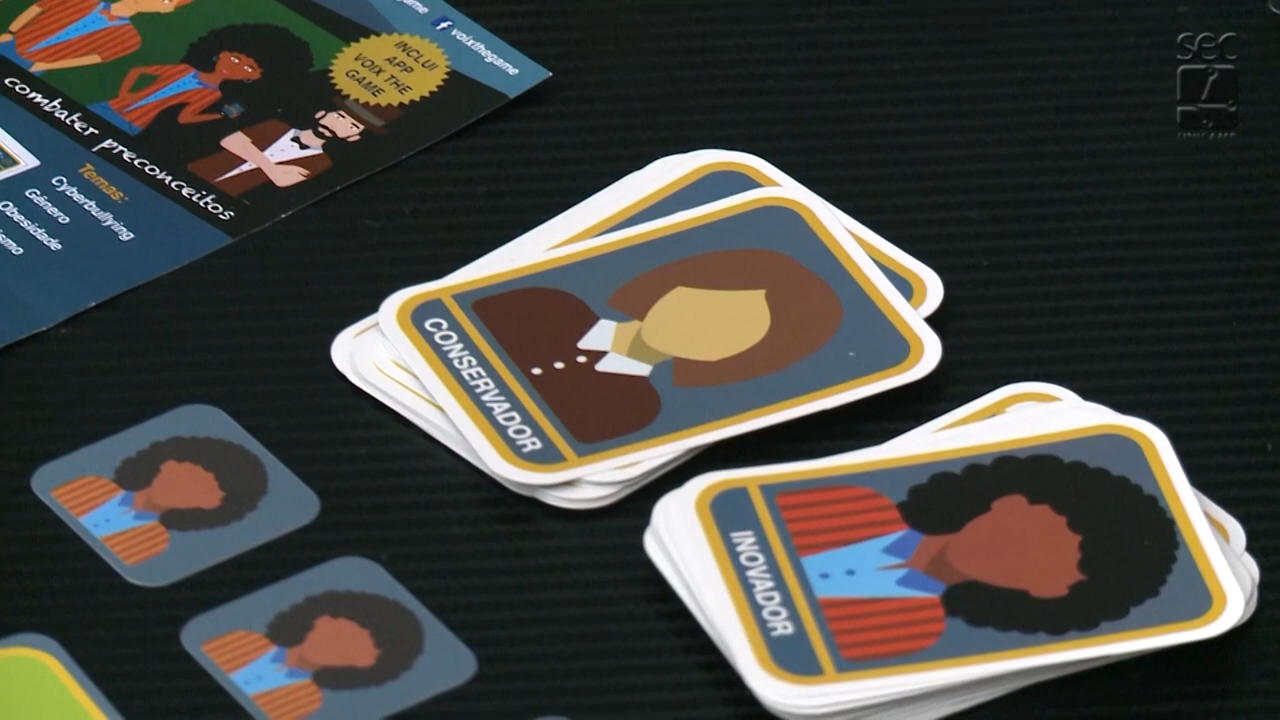 voixthegame
INCLUI
APP
VOIX THE
GAME
combater preconceitos
Temas:
Cyberbullying
Gênero
Obesidade
CONSERVADOR
INOVADOR
sec